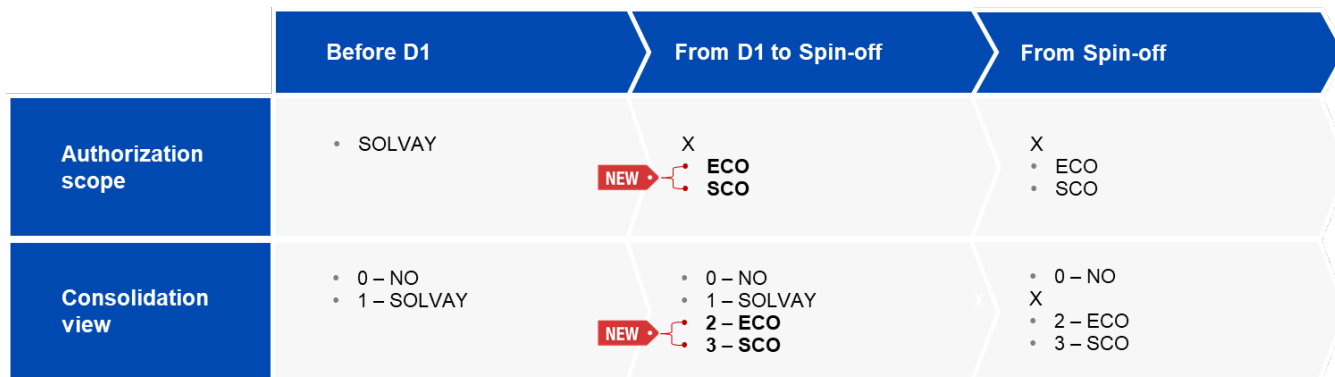 Before D1
From D1 to Spin-off
From Spin-off
Authorization
scope
• SOLVAY
X
NEW
• ECO
• SCO
X
• ECO
• SCO
Consolidation
view
• 0 – NO
• 1 – SOLVAY
• 0 – NO
• 1 – SOLVAY
NEW
• 2 – ECO
• 3 – SCO
X
• 0 – NO
X
• 2 – ECO
• 3 – SCO